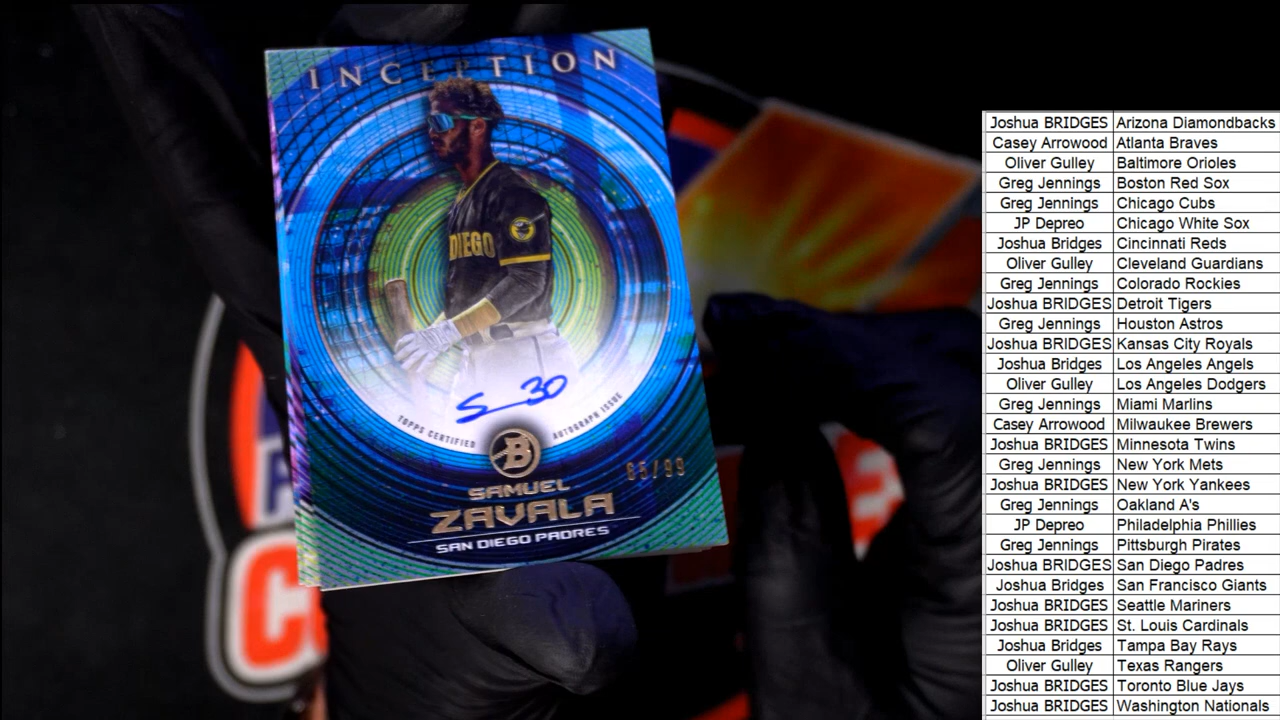 INCEPTION
DIEGO
S 30
TOPPS CERTIFIED AUTOGRAPH ISSUE
B
85/99
SAMUEL
ZAVALA
SAN DIEGO PADRES
Joshua BRIDGES Arizona Diamondbacks
Casey Arrowood Atlanta Braves
Oliver Gulley Baltimore Orioles
Greg Jennings Boston Red Sox
Greg Jennings Chicago Cubs
JP Depreo Chicago White Sox
Joshua Bridges Cincinnati Reds
Oliver Gulley Cleveland Guardians
Greg Jennings Colorado Rockies
Joshua BRIDGES Detroit Tigers
Greg Jennings Houston Astros
Joshua BRIDGES Kansas City Royals
Joshua Bridges Los Angeles Angels
Oliver Gulley Los Angeles Dodgers
Greg Jennings Miami Marlins
Casey Arrowood Milwaukee Brewers
Joshua BRIDGES Minnesota Twins
Greg Jennings New York Mets
Joshua BRIDGES New York Yankees
Greg Jennings Oakland A's
JP Depreo Philadelphia Phillies
Greg Jennings Pittsburgh Pirates
Joshua BRIDGES San Diego Padres
Joshua Bridges San Francisco Giants
Joshua BRIDGES Seattle Mariners
Joshua BRIDGES St. Louis Cardinals
Joshua Bridges Tampa Bay Rays
Oliver Gulley Texas Rangers
Joshua BRIDGES Toronto Blue Jays
Joshua BRIDGES Washington Nationals